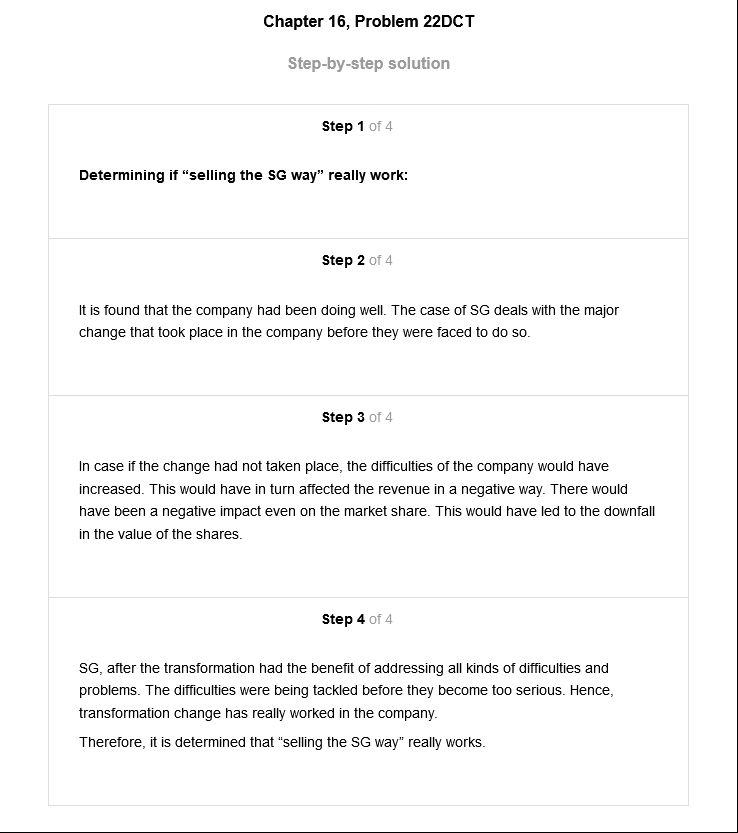 Chapter 16, Problem 22DCT
Step-by-step solution
Step 1 of 4
Determining if “selling the SG way” really work:
Step 2 of 4
It is found that the company had been doing well. The case of SG deals with the major
change that took place in the company before they were faced to do so.
Step 3 of 4
In case if the change had not taken place, the difficulties of the company would have
increased. This would have in turn affected the revenue in a negative way. There would
have been a negative impact even on the market share. This would have led to the downfall
in the value of the shares.
Step 4 of 4
SG, after the transformation had the benefit of addressing all kinds of difficulties and
problems. The difficulties were being tackled before they become too serious. Hence,
transformation change has really worked in the company.
Therefore, it is determined that “selling the SG way” really works.